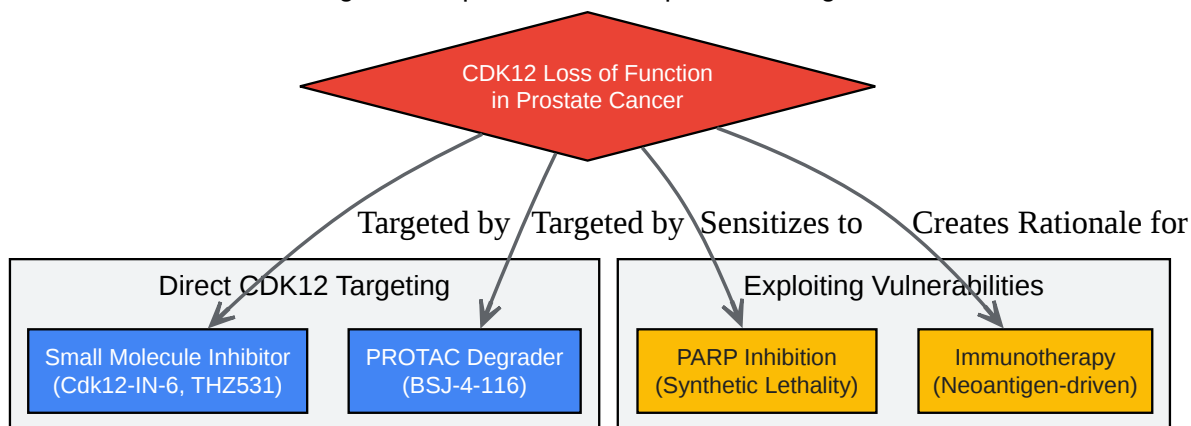 CDK12 Loss of Function
in Prostate Cancer
Targeted by
Targeted by
Sensitizes to
Creates Rationale for
Direct CDK12 Targeting
Exploiting Vulnerabilities
Small Molecule Inhibitor
(Cdk12-IN-6, THZ531)
PROTAC Degrader
(BSJ-4-116)
PARP Inhibition
(Synthetic Lethality)
Immunotherapy
(Neoantigen-driven)